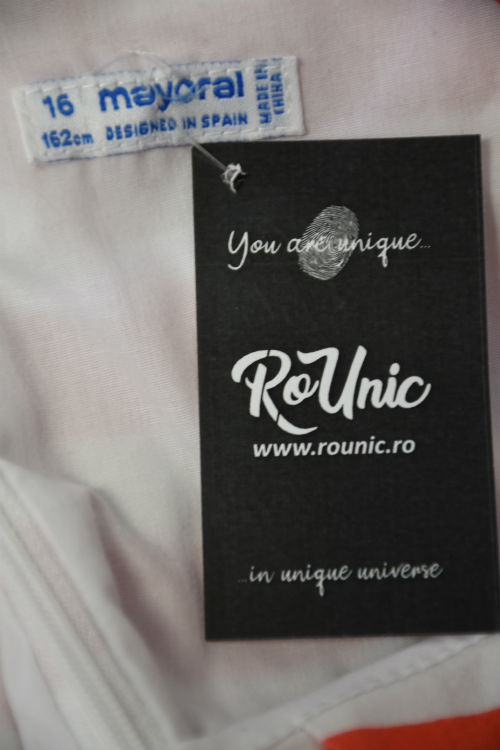 16 mayoral
162cm DESIGNED IN SPAIN
MADE IN
CHINA
You are unique...
RoUnic
www.rounic.ro
...in unique universe